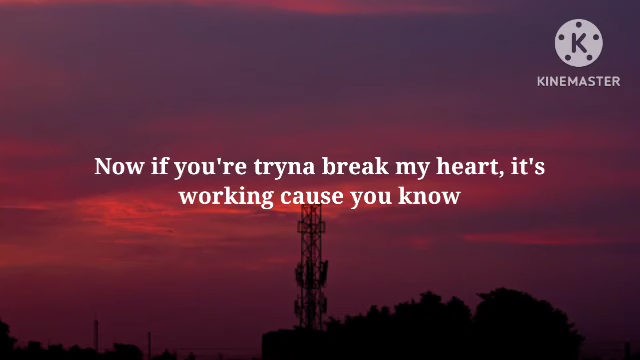 K
KINEMASTER
Now if you're tryna break my heart, it's
working cause you know